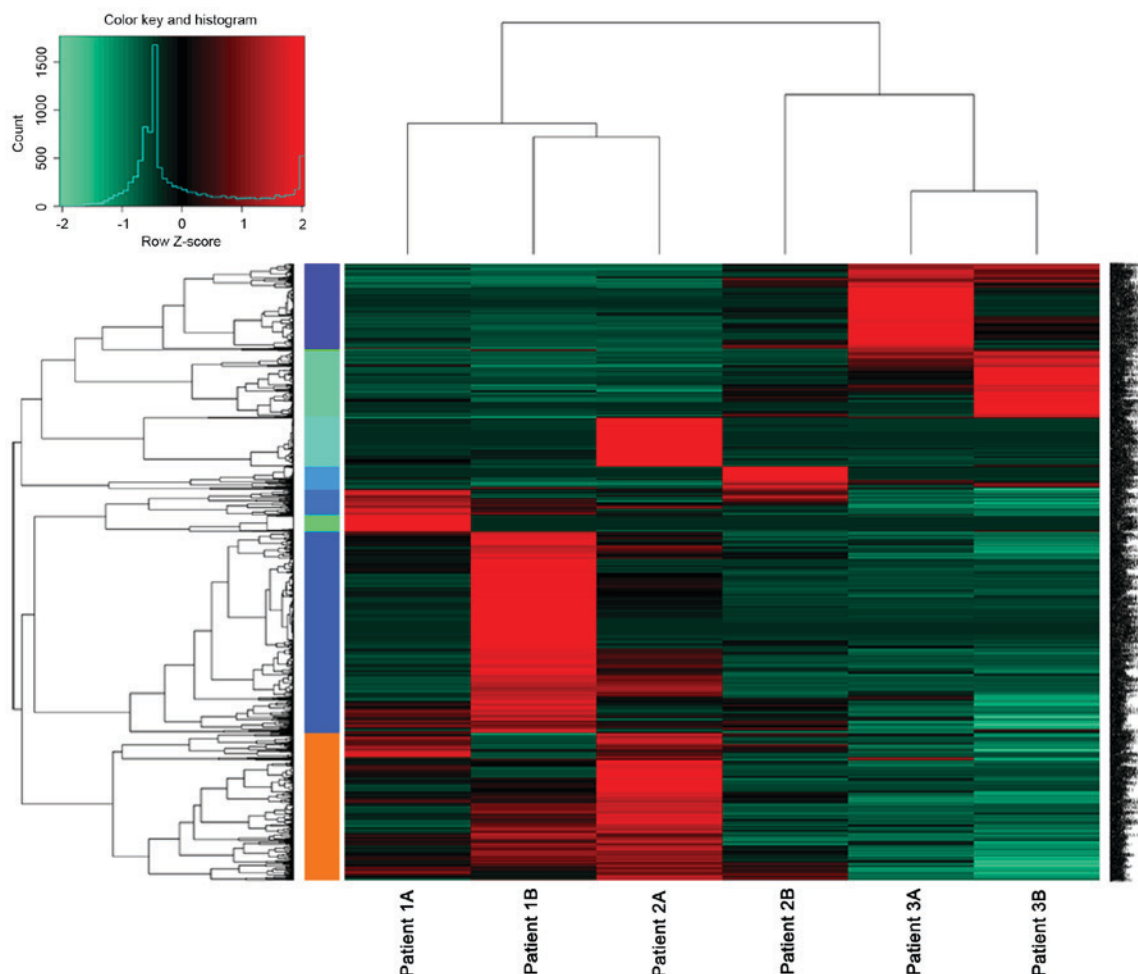 Color key and histogram
Count
0
500
1000
1500
-2
-1
0
1
2
Row Z-score
Patient 1A
Patient 1B
Patient 2A
Patient 2B
Patient 3A
Patient 3B